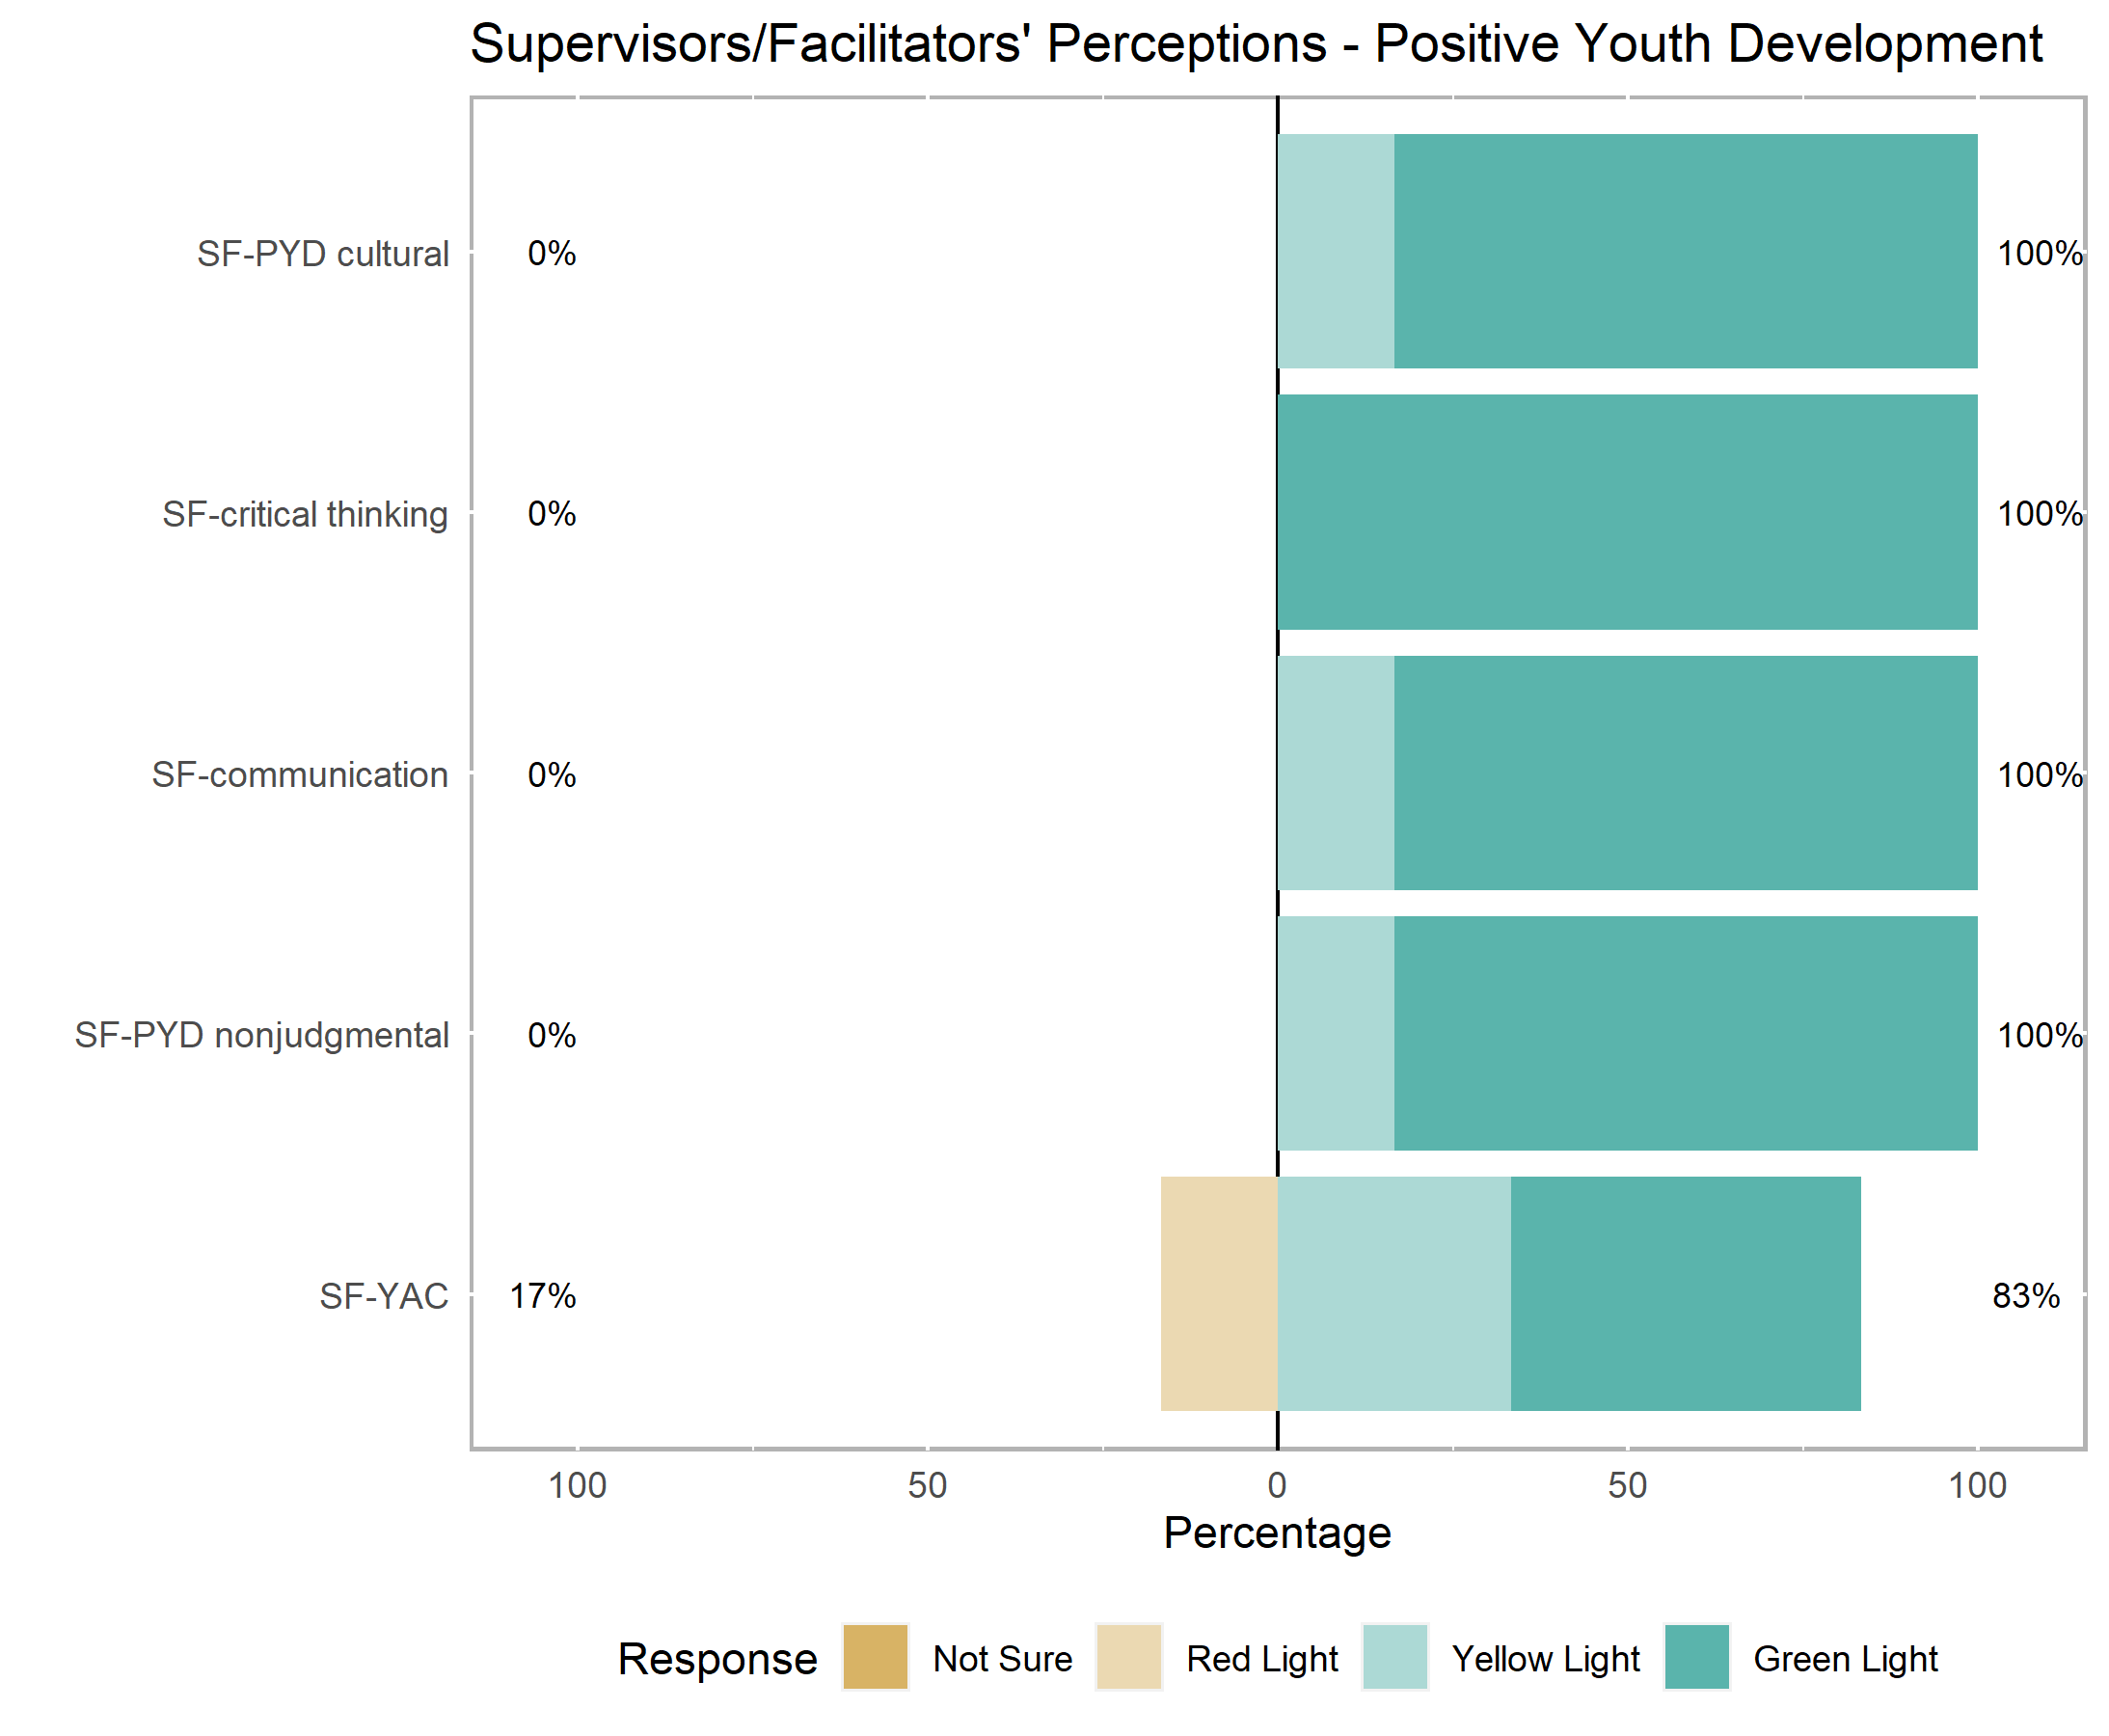 Supervisors/Facilitators' Perceptions - Positive Youth Development
SF-PYD cultural 0% 100%
SF-critical thinking 0% 100%
SF-communication 0% 100%
SF-PYD nonjudgmental 0% 100%
SF-YAC 17% 83%
100 50 0 50 100
Percentage
Response Not Sure Red Light Yellow Light Green Light